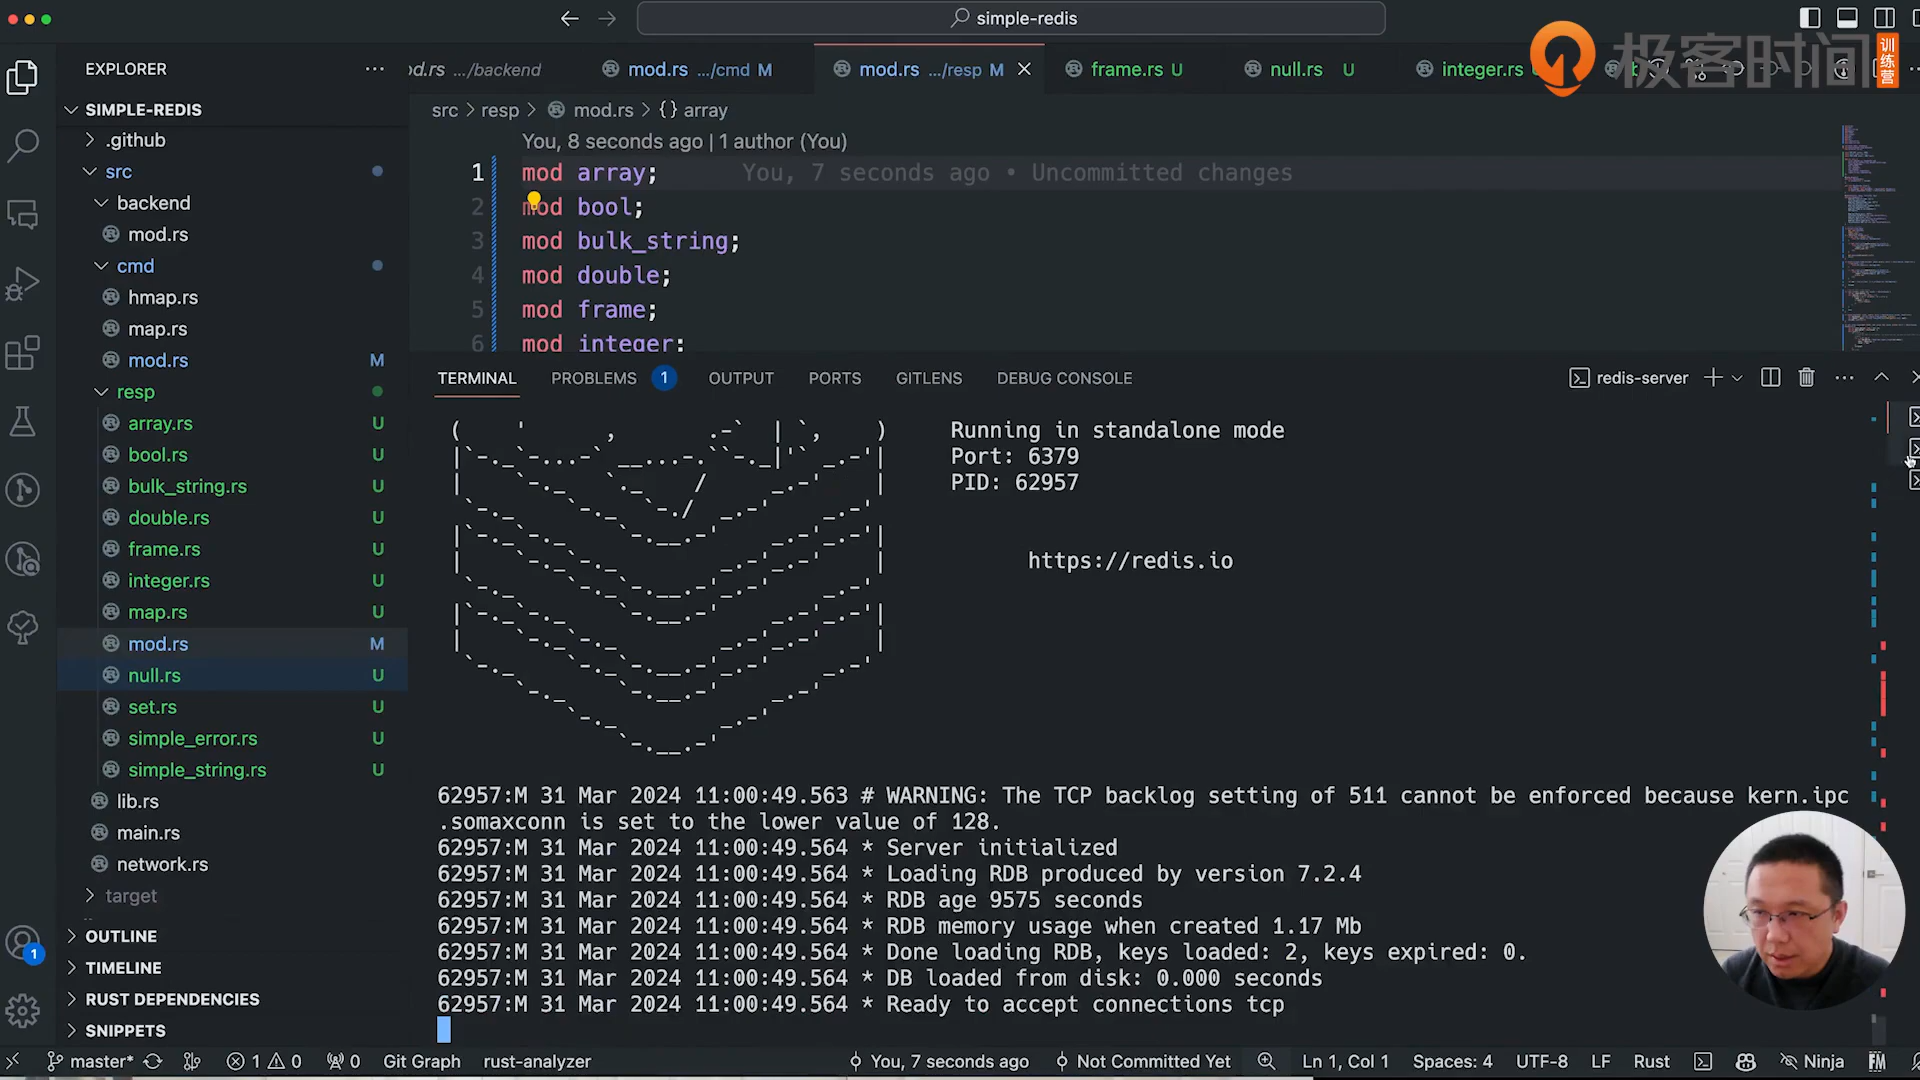 simple-redis
极客时间
训练营
EXPLORER
SIMPLE-REDIS
.github
src
backend
mod.rs
cmd
hmap.rs
map.rs
mod.rs M
resp
array.rs U
bool.rs U
bulk_string.rs U
double.rs U
frame.rs U
integer.rs U
map.rs U
mod.rs M
null.rs U
set.rs U
simple_error.rs U
simple_string.rs U
lib.rs
main.rs
network.rs
target
OUTLINE
TIMELINE
RUST DEPENDENCIES
SNIPPETS
.../backend
mod.rs .../cmd M
mod.rs .../resp M
frame.rs U
null.rs U
integer.rs
src > resp > mod.rs > {} array
You, 8 seconds ago | 1 author (You)
1 mod array; You, 7 seconds ago • Uncommitted changes
2 mod bool;
3 mod bulk_string;
4 mod double;
5 mod frame;
6 mod integer;
TERMINAL PROBLEMS 1 OUTPUT PORTS GITLENS DEBUG CONSOLE
redis-server
Running in standalone mode
Port: 6379
PID: 62957
https://redis.io
62957:M 31 Mar 2024 11:00:49.563 # WARNING: The TCP backlog setting of 511 cannot be enforced because kern.ipc
.somaxconn is set to the lower value of 128.
62957:M 31 Mar 2024 11:00:49.564 * Server initialized
62957:M 31 Mar 2024 11:00:49.564 * Loading RDB produced by version 7.2.4
62957:M 31 Mar 2024 11:00:49.564 * RDB age 9575 seconds
62957:M 31 Mar 2024 11:00:49.564 * RDB memory usage when created 1.17 Mb
62957:M 31 Mar 2024 11:00:49.564 * Done loading RDB, keys loaded: 2, keys expired: 0.
62957:M 31 Mar 2024 11:00:49.564 * DB loaded from disk: 0.000 seconds
62957:M 31 Mar 2024 11:00:49.564 * Ready to accept connections tcp
1
master* 1 0 0 Git Graph rust-analyzer You, 7 seconds ago Not Committed Yet Ln 1, Col 1 Spaces: 4 UTF-8 LF Rust Ninja